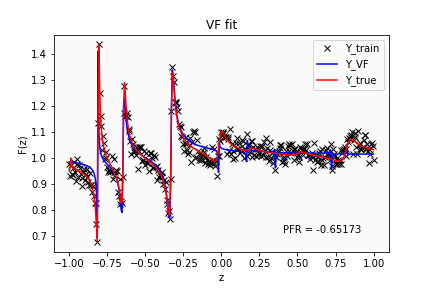 VF fit
Y_train
Y_VF
Y_true
F(z)
1.4
1.3
1.2
1.1
1.0
0.9
0.8
0.7
PFR = -0.65173
−1.00 −0.75 −0.50 −0.25 0.00 0.25 0.50 0.75 1.00
z